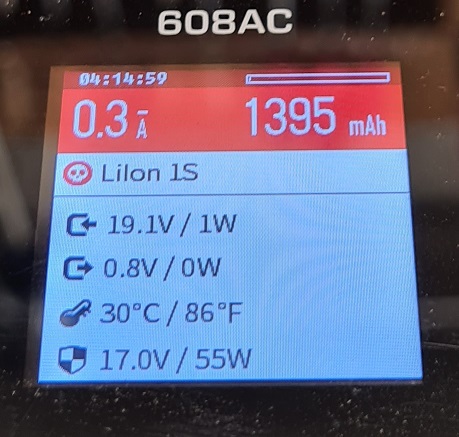 608AC
04:14:59
0.3 A 1395 mAh
LiIon 1S
19.1V / 1W
0.8V / 0W
30°C / 86°F
17.0V / 55W